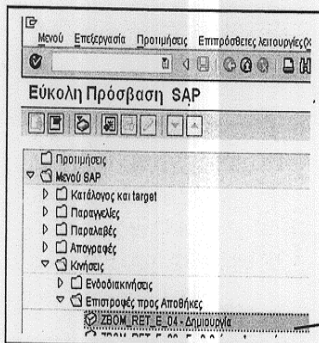 Μενού Επεξεργασία Προτιμήσεις Επιπρόσθετες λειτουργίες
Εύκολη Πρόσβαση SAP
Προτιμήσεις
Μενού SAP
Κατάλογος και target
Παραγγελίες
Παραλαβές
Απογραφές
Κινήσεις
Ενδοδιακινήσεις
Επιστροφές προς Αποθήκες
ZBOM_RET_E_04 - Δημιουργία